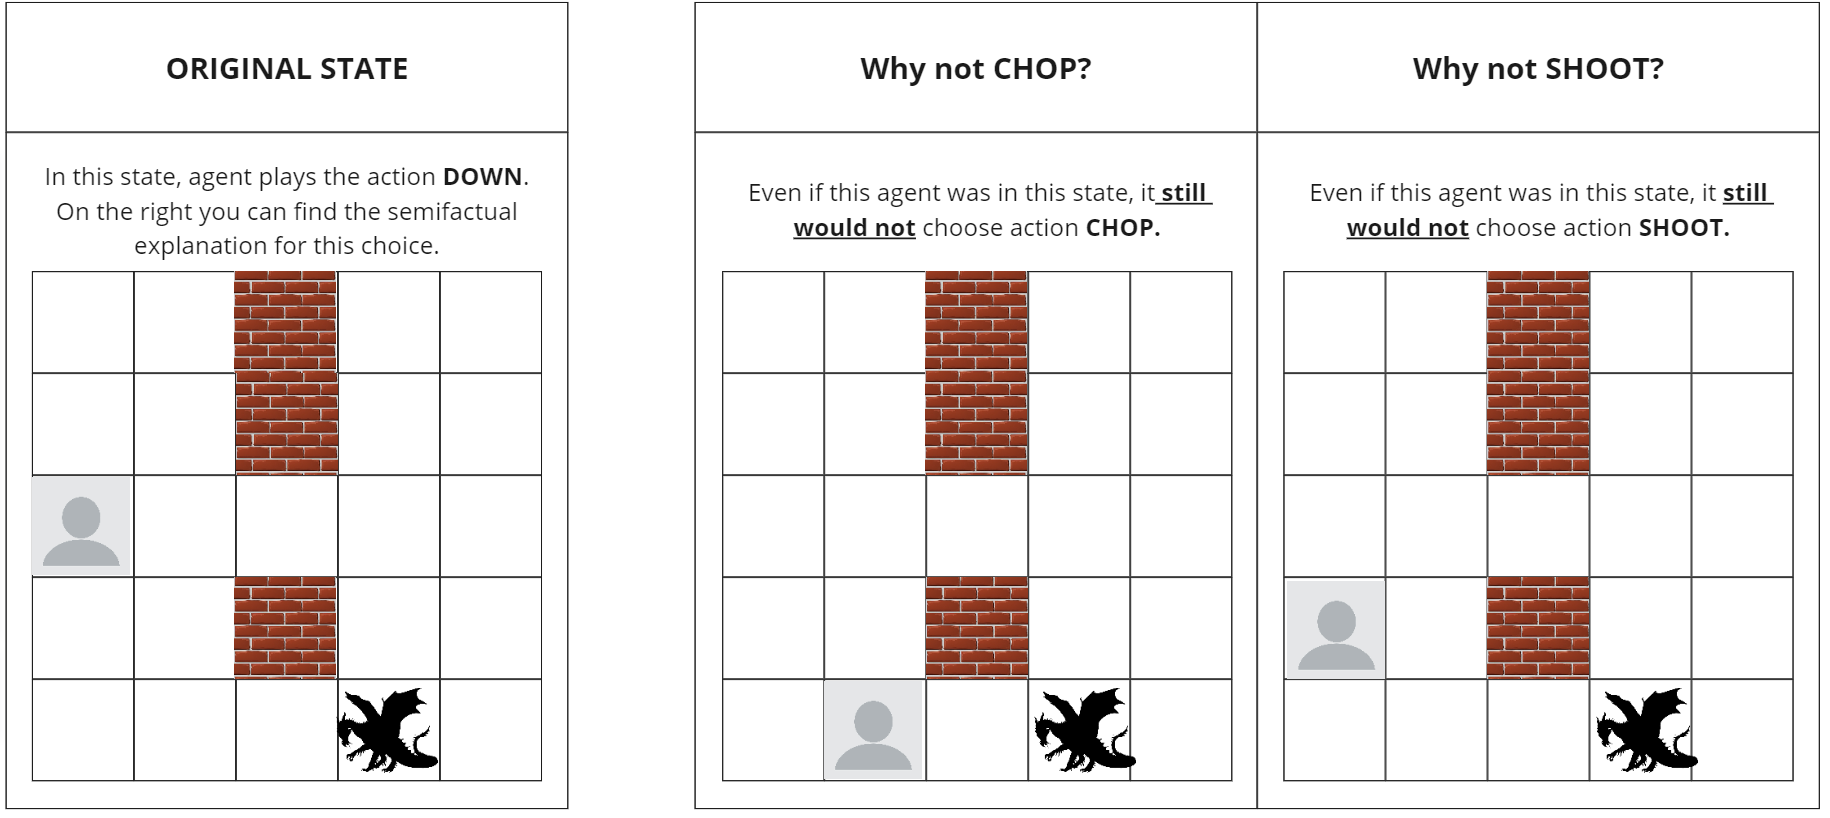 ORIGINAL STATE
In this state, agent plays the action DOWN.
On the right you can find the semifactual
explanation for this choice.
Why not CHOP?
Even if this agent was in this state, it still
would not choose action CHOP.
Why not SHOOT?
Even if this agent was in this state, it still
would not choose action SHOOT.